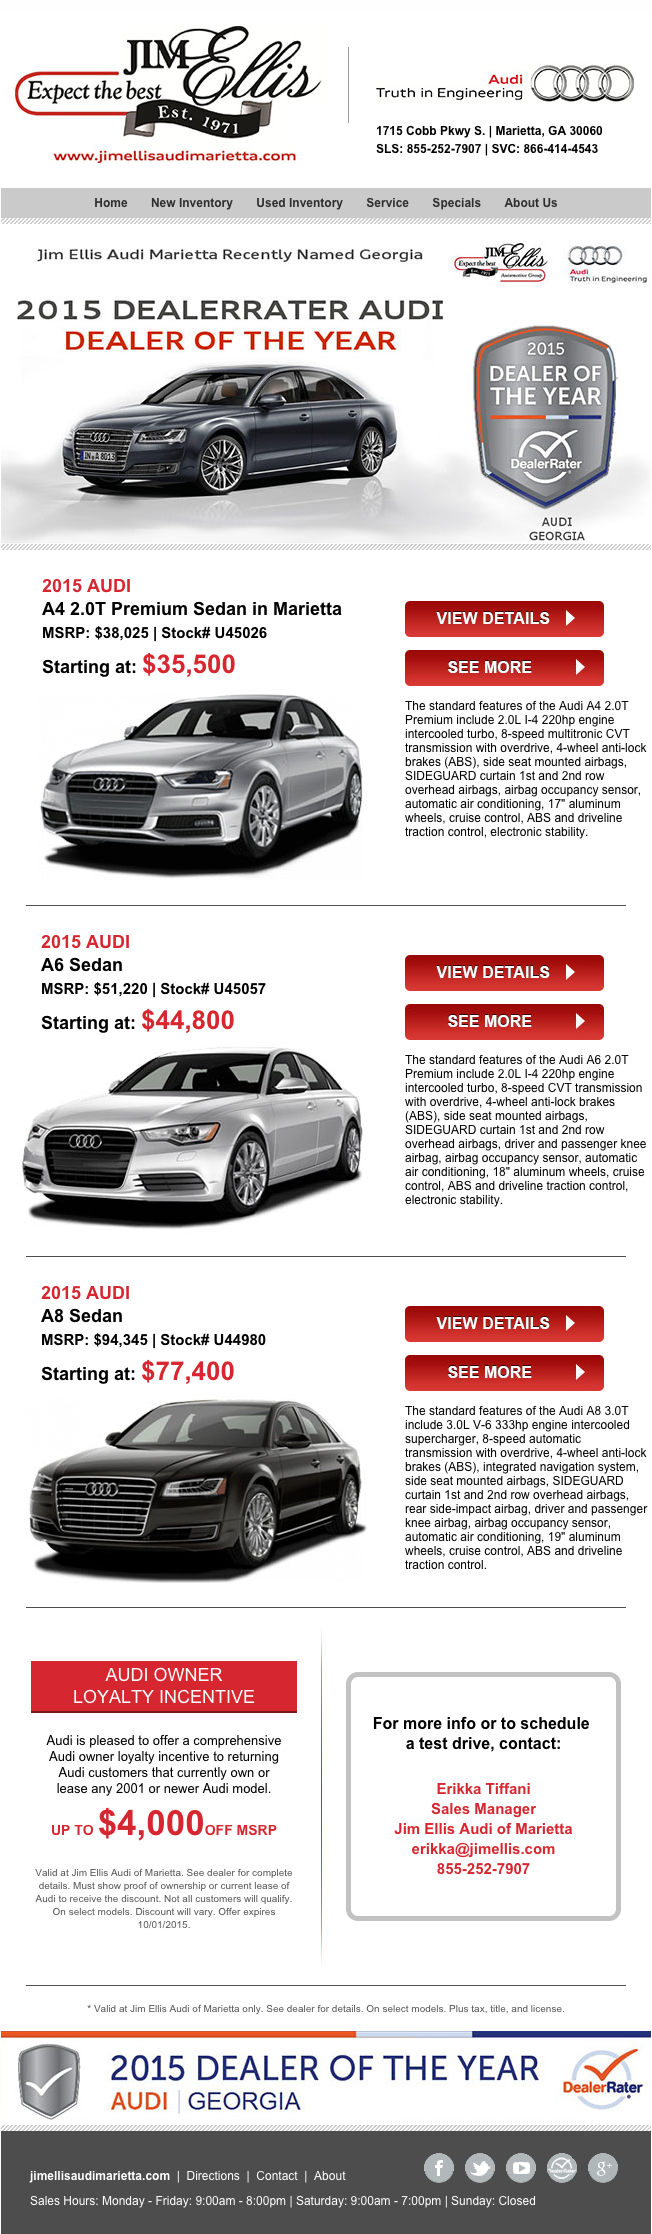 JIM Ellis
Expect the best
Est. 1971
www.jimellisaudimarietta.com
Audi
Truth in Engineering
1715 Cobb Pkwy S. | Marietta, GA 30060
SLS: 855-252-7907 | SVC: 866-414-4543
Home New Inventory Used Inventory Service Specials About Us
Jim Ellis Audi Marietta Recently Named Georgia
JIM Ellis
Expect the best
Automotive Group
Audi
Truth in Engineering
2015 DEALERRATER AUDI
DEALER OF THE YEAR
2015
DEALER OF
THE YEAR
DealerRater
IN·A 8013
AUDI
GEORGIA
2015 AUDI
A4 2.0T Premium Sedan in Marietta
MSRP: $38,025 | Stock# U45026
Starting at: $35,500
VIEW DETAILS
SEE MORE
The standard features of the Audi A4 2.0T
Premium include 2.0L I-4 220hp engine
intercooled turbo, 8-speed multitronic CVT
transmission with overdrive, 4-wheel anti-lock
brakes (ABS), side seat mounted airbags,
SIDEGUARD curtain 1st and 2nd row
overhead airbags, airbag occupancy sensor,
automatic air conditioning, 17" aluminum
wheels, cruise control, ABS and driveline
traction control, electronic stability.
2015 AUDI
A6 Sedan
MSRP: $51,220 | Stock# U45057
Starting at: $44,800
VIEW DETAILS
SEE MORE
The standard features of the Audi A6 2.0T
Premium include 2.0L I-4 220hp engine
intercooled turbo, 8-speed CVT transmission
with overdrive, 4-wheel anti-lock brakes
(ABS), side seat mounted airbags,
SIDEGUARD curtain 1st and 2nd row
overhead airbags, driver and passenger knee
airbag, airbag occupancy sensor, automatic
air conditioning, 18" aluminum wheels, cruise
control, ABS and driveline traction control,
electronic stability.
2015 AUDI
A8 Sedan
MSRP: $94,345 | Stock# U44980
Starting at: $77,400
VIEW DETAILS
SEE MORE
The standard features of the Audi A8 3.0T
include 3.0L V-6 333hp engine intercooled
supercharger, 8-speed automatic
transmission with overdrive, 4-wheel anti-lock
brakes (ABS), integrated navigation system,
side seat mounted airbags, SIDEGUARD
curtain 1st and 2nd row overhead airbags,
rear side-impact airbag, driver and passenger
knee airbag, airbag occupancy sensor,
automatic air conditioning, 19" aluminum
wheels, cruise control, ABS and driveline
traction control.
AUDI OWNER
LOYALTY INCENTIVE
Audi is pleased to offer a comprehensive
Audi owner loyalty incentive to returning
Audi customers that currently own or
lease any 2001 or newer Audi model.
UP TO $4,000 OFF MSRP
Valid at Jim Ellis Audi of Marietta. See dealer for complete
details. Must show proof of ownership or current lease of
Audi to receive the discount. Not all customers will qualify.
On select models. Discount will vary. Offer expires
10/01/2015.
For more info or to schedule
a test drive, contact:
Erikka Tiffani
Sales Manager
Jim Ellis Audi of Marietta
erikka@jimellis.com
855-252-7907
* Valid at Jim Ellis Audi of Marietta only. See dealer for details. On select models. Plus tax, title, and license.
2015 DEALER OF THE YEAR
AUDI | GEORGIA
DealerRater
jimellisaudimarietta.com | Directions | Contact | About
f
You
DealerRater
g+
Sales Hours: Monday - Friday: 9:00am - 8:00pm | Saturday: 9:00am - 7:00pm | Sunday: Closed